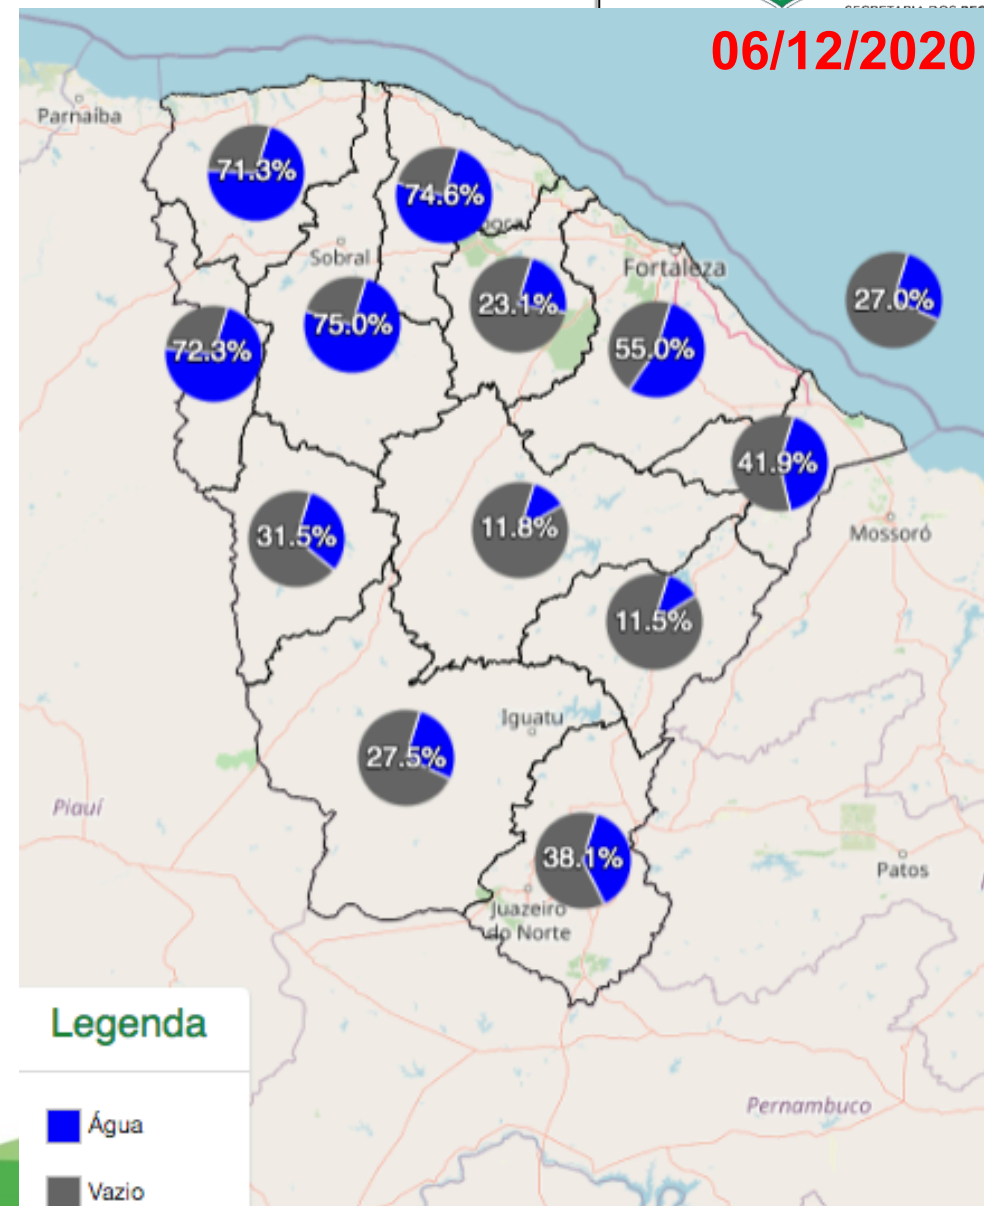 06/12/2020
Parnaíba
71.3%
74.6%
Sobral
Fortaleza
23.1%
27.0%
75.0%
55.0%
72.3%
41.9%
31.5%
11.8%
Mossoró
11.5%
Iguatu
27.5%
Piauí
38.1%
Patos
Juazeiro
do Norte
Legenda
Pernambuco
Água
Vazio